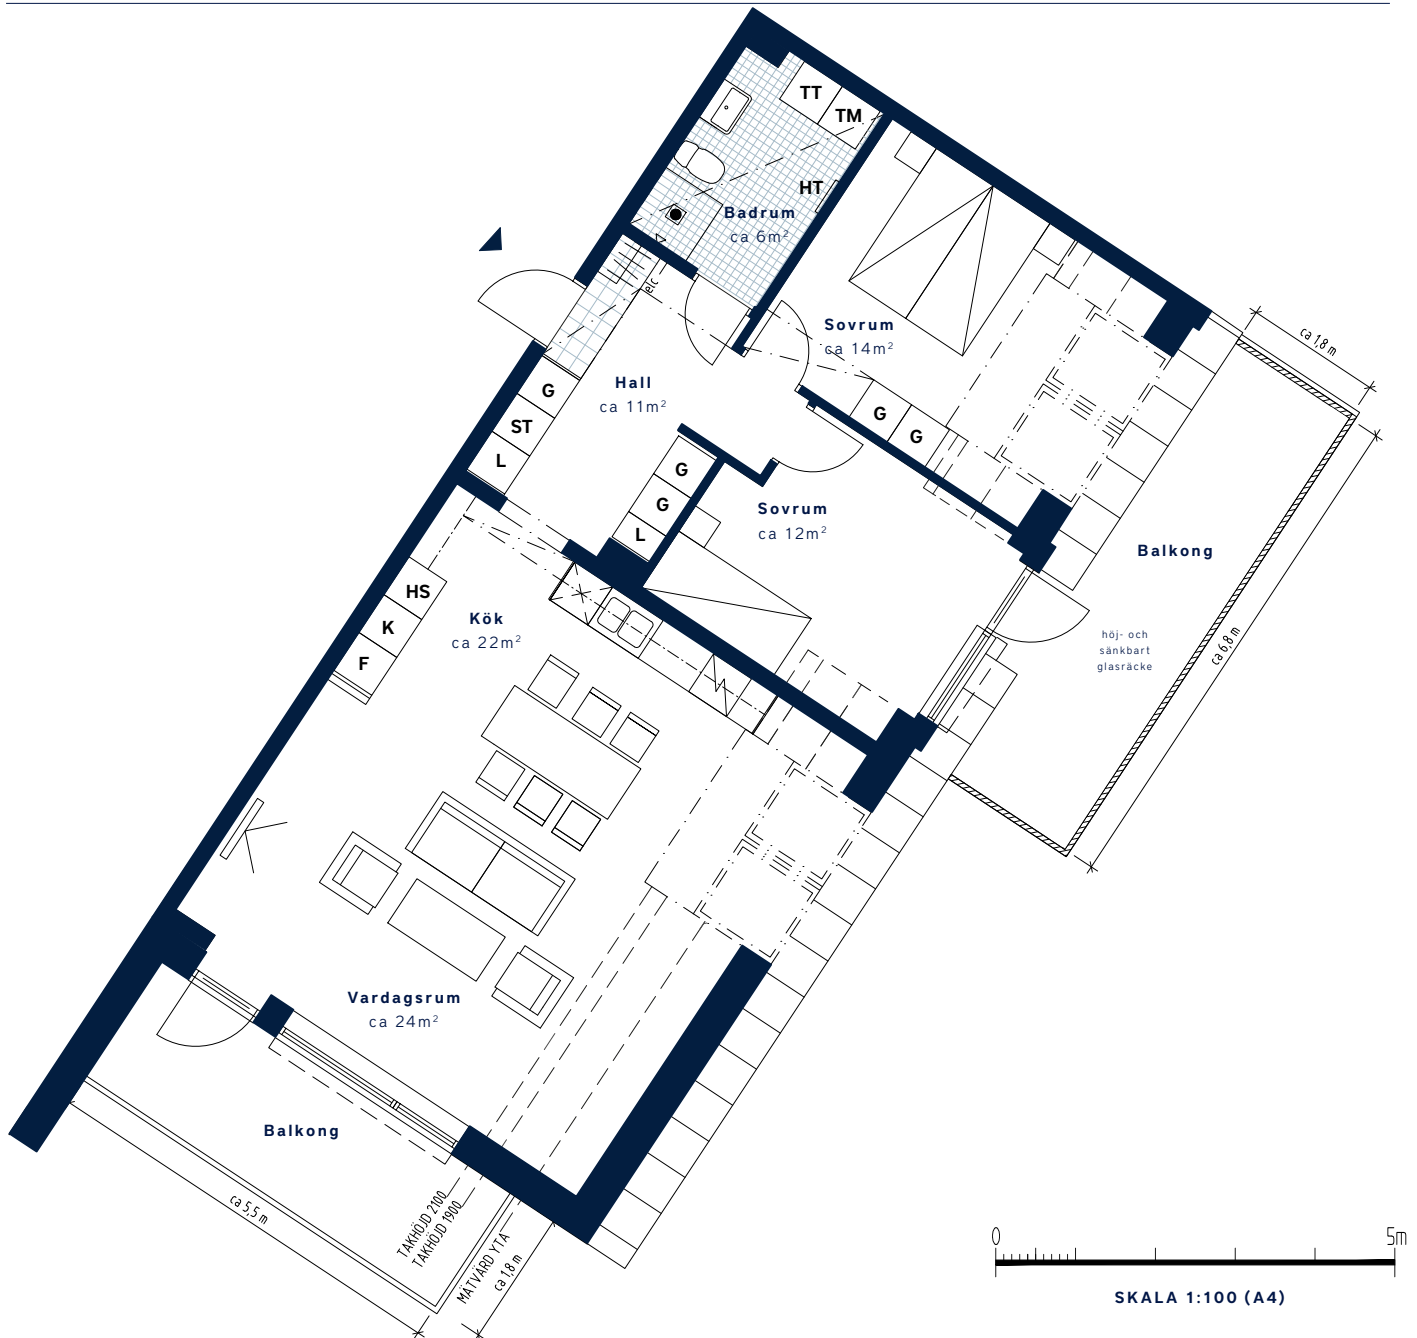 TT
TM
HT
Badrum
ca 6m²
elc
Sovrum
ca 14m²
ca 1,8 m
Hall
ca 11m²
G
ST
L
G
G
G
G
L
Sovrum
ca 12m²
Balkong
höj- och
sänkbart
glasräcke
ca 6,8 m
HS
K
F
Kök
ca 22m²
Vardagsrum
ca 24m²
Balkong
ca 5,5 m
TAKHÖJD 2100
TAKHÖJD 1900
MÄTVÄRD YTA
ca 1,8 m
0
5m
SKALA 1:100 (A4)